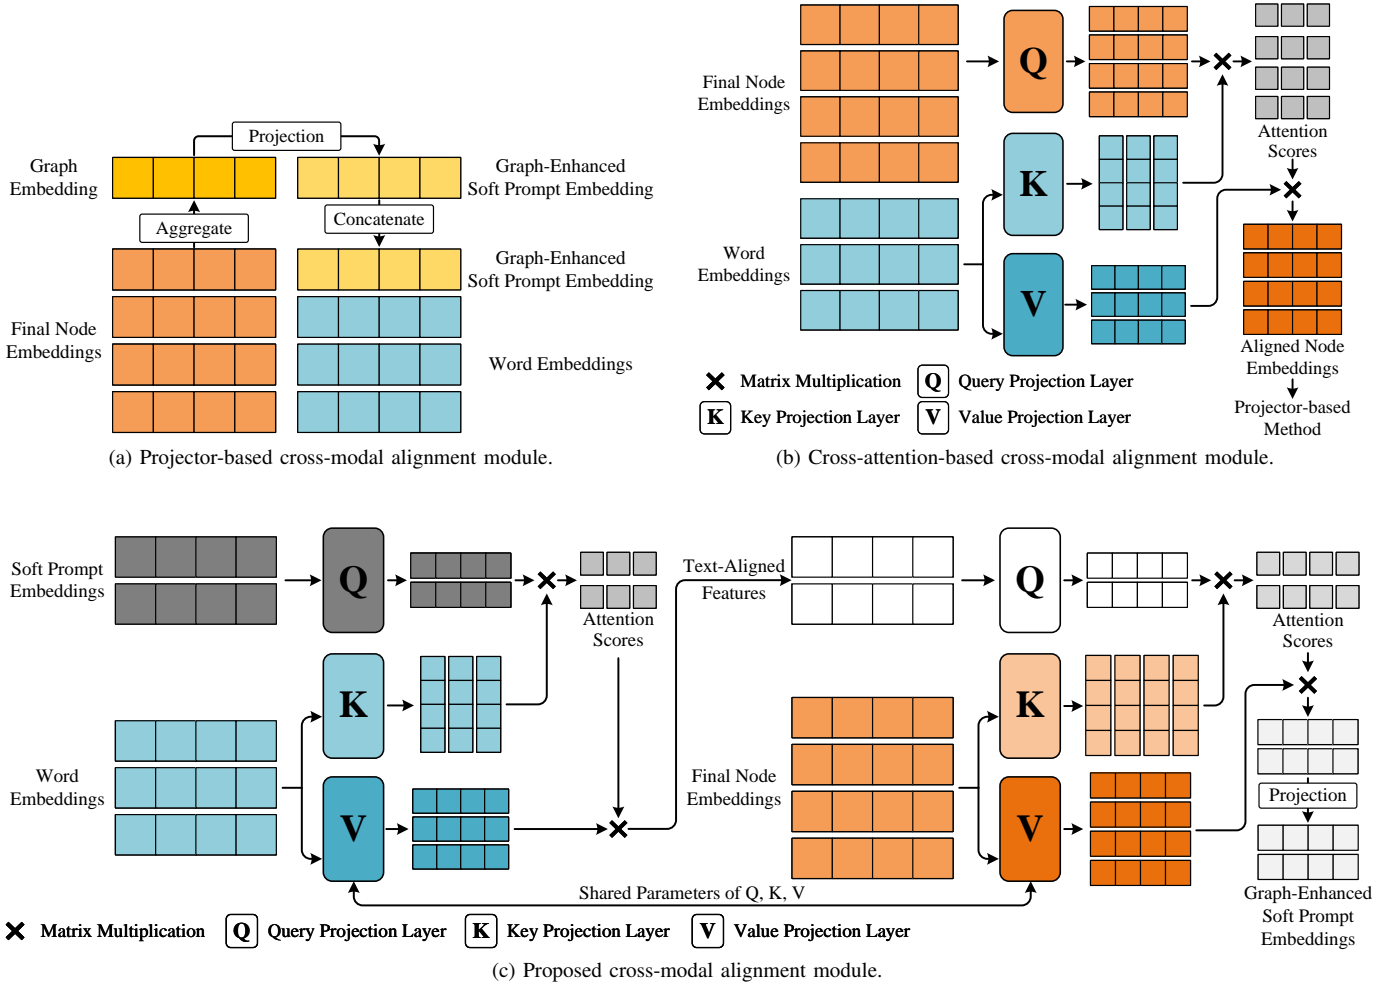 Projection
Graph
Embedding
Graph-Enhanced
Soft Prompt Embedding
Aggregate
Concatenate
Graph-Enhanced
Soft Prompt Embedding
Final Node
Embeddings
Word Embeddings
(a) Projector-based cross-modal alignment module.
Final Node
Embeddings
Q
Attention
Scores
K
Word
Embeddings
V
Aligned Node
Embeddings
Projector-based
Method
Matrix Multiplication
Q Query Projection Layer
K Key Projection Layer
V Value Projection Layer
(b) Cross-attention-based cross-modal alignment module.
Soft Prompt
Embeddings
Q
Attention
Scores
Text-Aligned
Features
Q
Attention
Scores
K
K
Word
Embeddings
V
Final Node
Embeddings
V
Projection
Graph-Enhanced
Soft Prompt
Embeddings
Shared Parameters of Q, K, V
Matrix Multiplication
Q Query Projection Layer
K Key Projection Layer
V Value Projection Layer
(c) Proposed cross-modal alignment module.